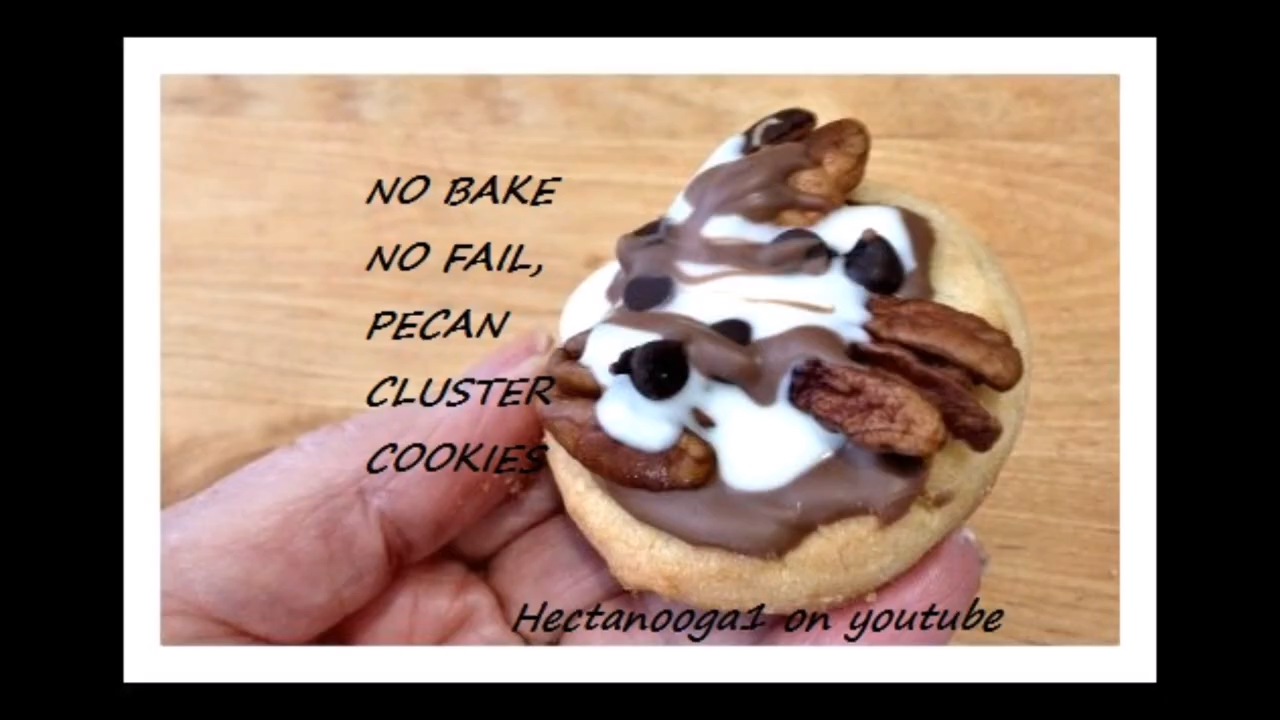 NO BAKE
NO FAIL,
PECAN
CLUSTER
COOKIES
Hectanooga1 on youtube